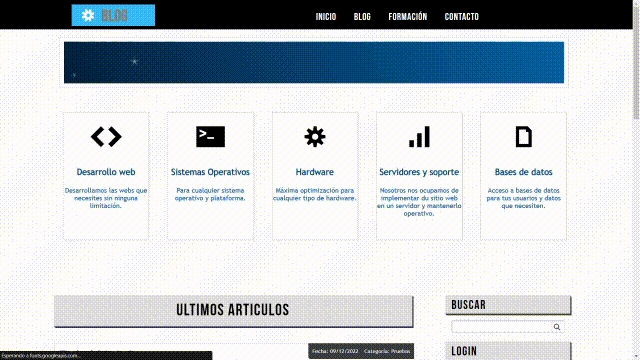 BLOG
INICIO BLOG FORMACIÓN CONTACTO
Desarrollo web
Desarrollamos las webs que
necesites sin ninguna
limitación.
Sistemas Operativos
Para cualquier sistema
operativo y plataforma.
Hardware
Máxima optimización para
cualquier tipo de hardware.
Servidores y soporte
Nosotros nos ocupamos de
implementar du sitio web
en un servidor y mantenerlo
operativo.
Bases de datos
Acceso a bases de datos
para tus usuarios y datos
que necesiten.
ULTIMOS ARTICULOS
BUSCAR
Fecha: 09/12/2022 Categoría: Pruebas
LOGIN
Esperando a fonts.googleapis.com...